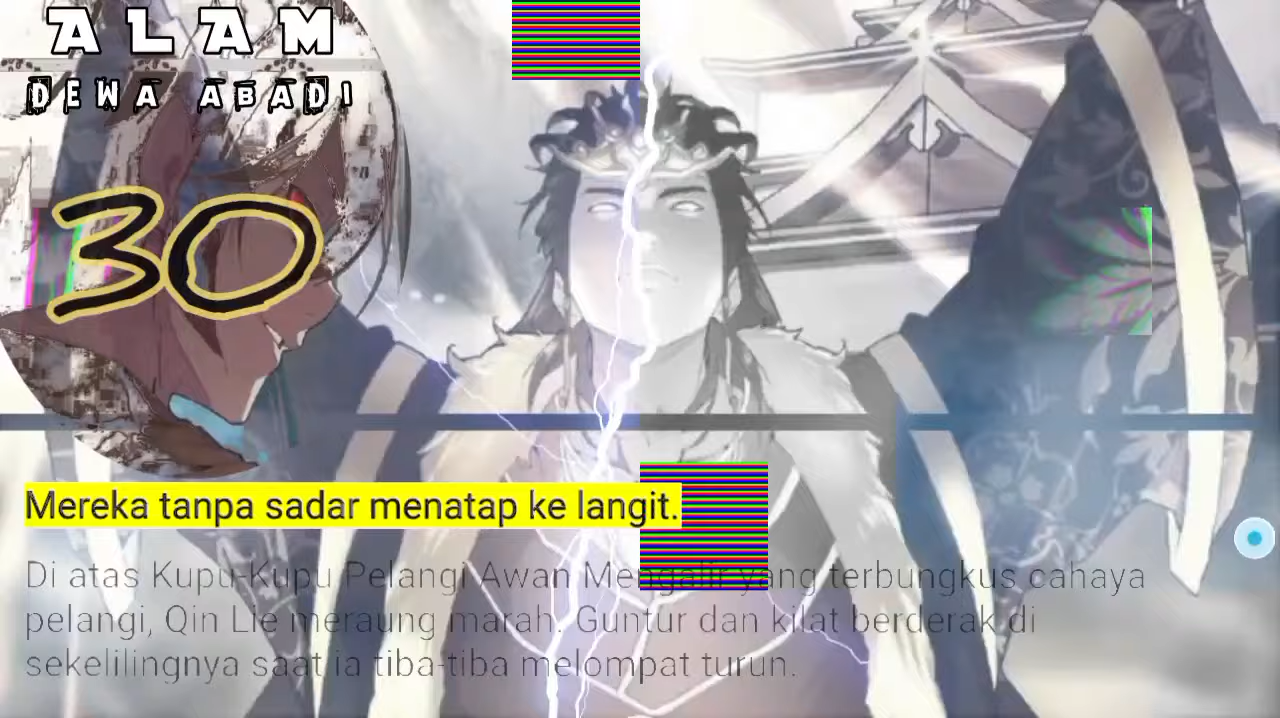 ALAM
DEWA ABADI
30
Mereka tanpa sadar menatap ke langit.
Di atas Kupu-Kupu Pelangi Awan Mengalir yang terbungkus cahaya
pelangi, Qin Lie meraung marah. Guntur dan kilat berderak di
sekelilingnya saat ia tiba-tiba melompat turun.